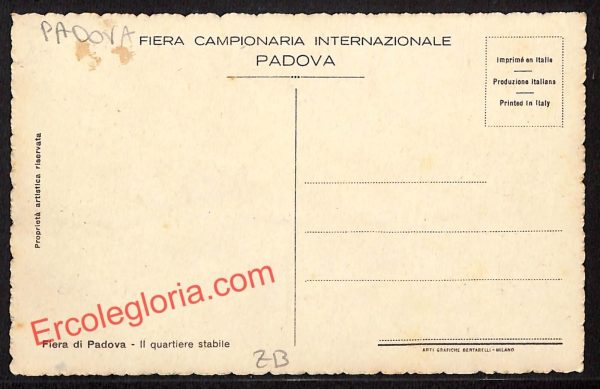 PADOVA
FIERA CAMPIONARIA INTERNAZIONALE
PADOVA
Imprimé en Italie
Produzione Italiana
Printed in Italy
Proprietà artistica riservata
Ercolegloria.com
Fiera di Padova - Il quartiere stabile
ZB
ARTI GRAFICHE BERTARELLI - MILANO